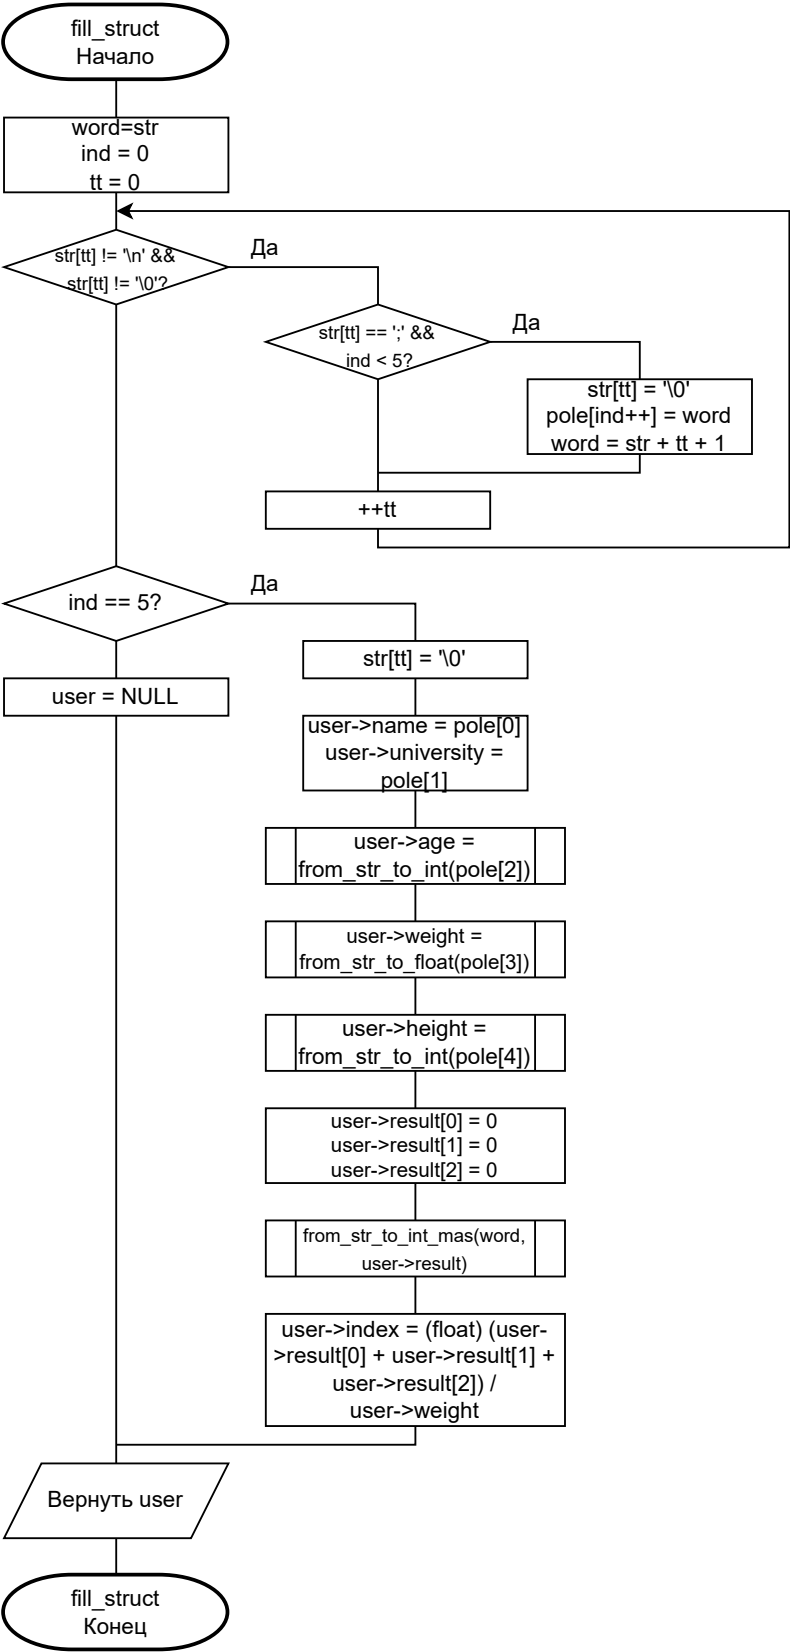 fill_struct
Начало
word=str
ind = 0
tt = 0
str[tt] != '\n' &&
str[tt] != '\0'?
Да
str[tt] == ';' &&
ind < 5?
Да
str[tt] = '\0'
pole[ind++] = word
word = str + tt + 1
++tt
ind == 5?
Да
str[tt] = '\0'
user = NULL
user->name = pole[0]
user->university =
pole[1]
user->age =
from_str_to_int(pole[2])
user->weight =
from_str_to_float(pole[3])
user->height =
from_str_to_int(pole[4])
user->result[0] = 0
user->result[1] = 0
user->result[2] = 0
from_str_to_int_mas(word,
user->result)
user->index = (float) (user-
>result[0] + user->result[1] +
user->result[2]) /
user->weight
Вернуть user
fill_struct
Конец